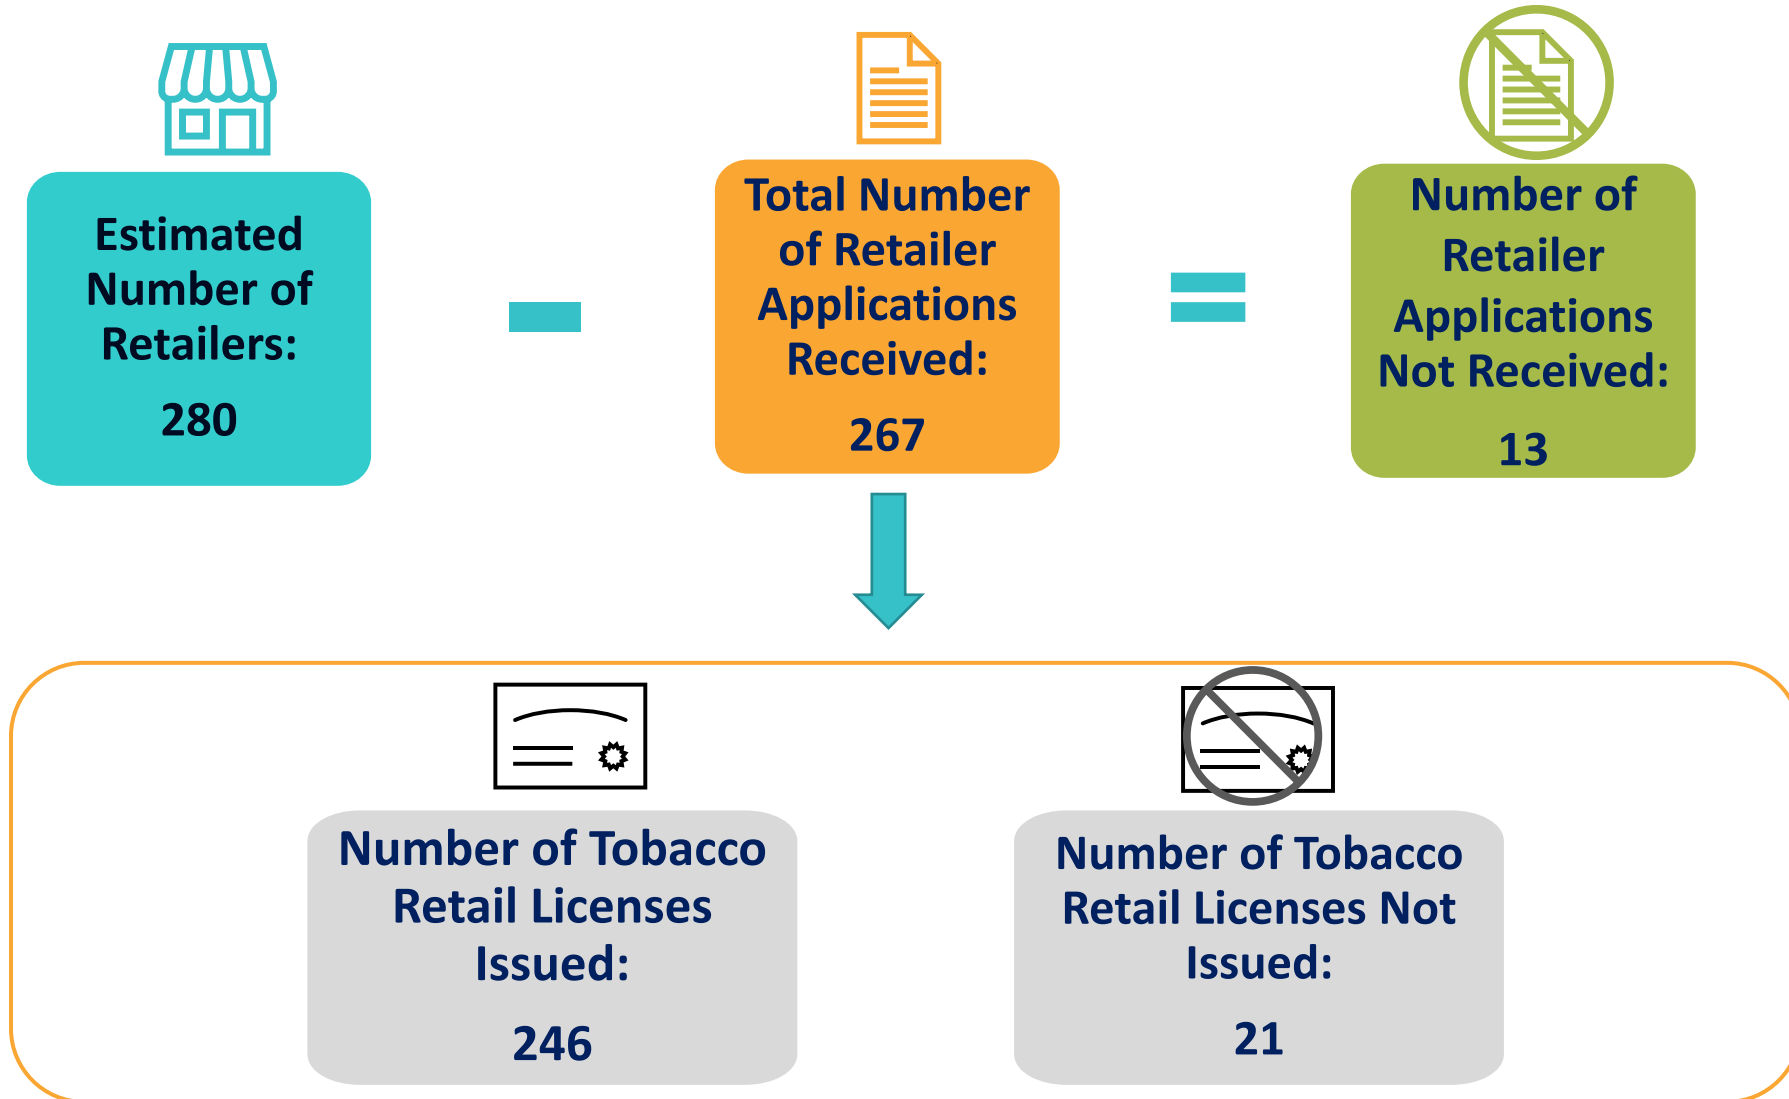 Estimated
Number of
Retailers:
280
Total Number
of Retailer
Applications
Received:
267
Number of
Retailer
Applications
Not Received:
13
Number of Tobacco
Retail Licenses
Issued:
246
Number of Tobacco
Retail Licenses Not
Issued:
21